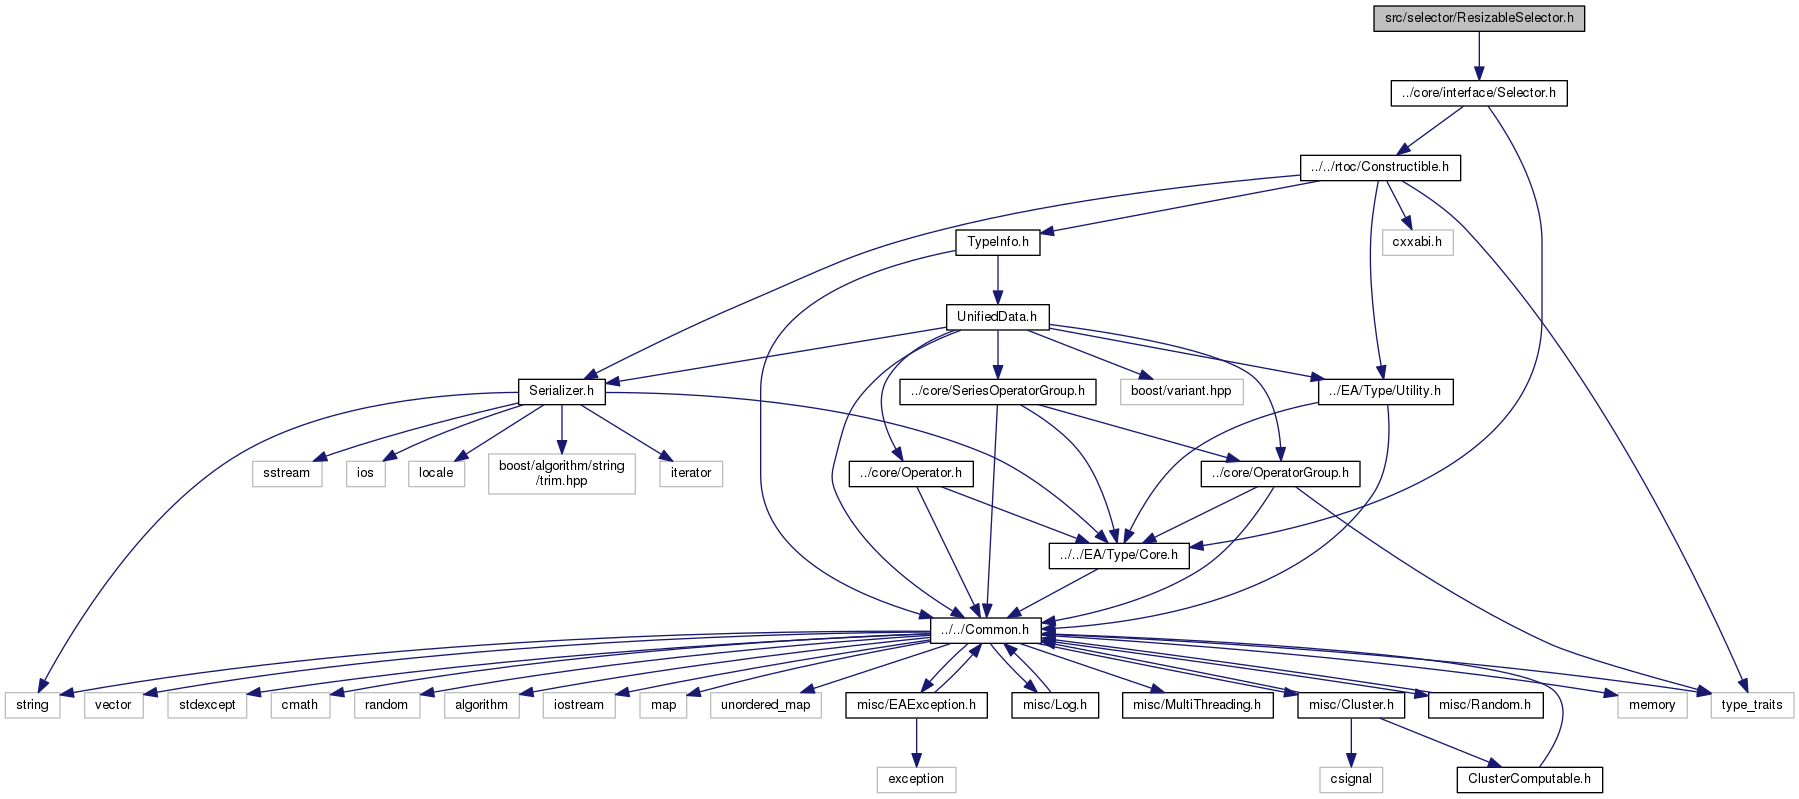 src/selector/ResizableSelector.h
../core/interface/Selector.h
../../rtoc/Constructible.h
TypeInfo.h
cxxabi.h
UnifiedData.h
Serializer.h
../core/SeriesOperatorGroup.h
boost/variant.hpp
../EA/Type/Utility.h
sstream
ios
locale
boost/algorithm/string
/trim.hpp
iterator
../core/Operator.h
../core/OperatorGroup.h
../../EA/Type/Core.h
../../Common.h
string
vector
stdexcept
cmath
random
algorithm
iostream
map
unordered_map
misc/EAException.h
misc/Log.h
misc/MultiThreading.h
misc/Cluster.h
misc/Random.h
memory
type_traits
exception
csignal
ClusterComputable.h